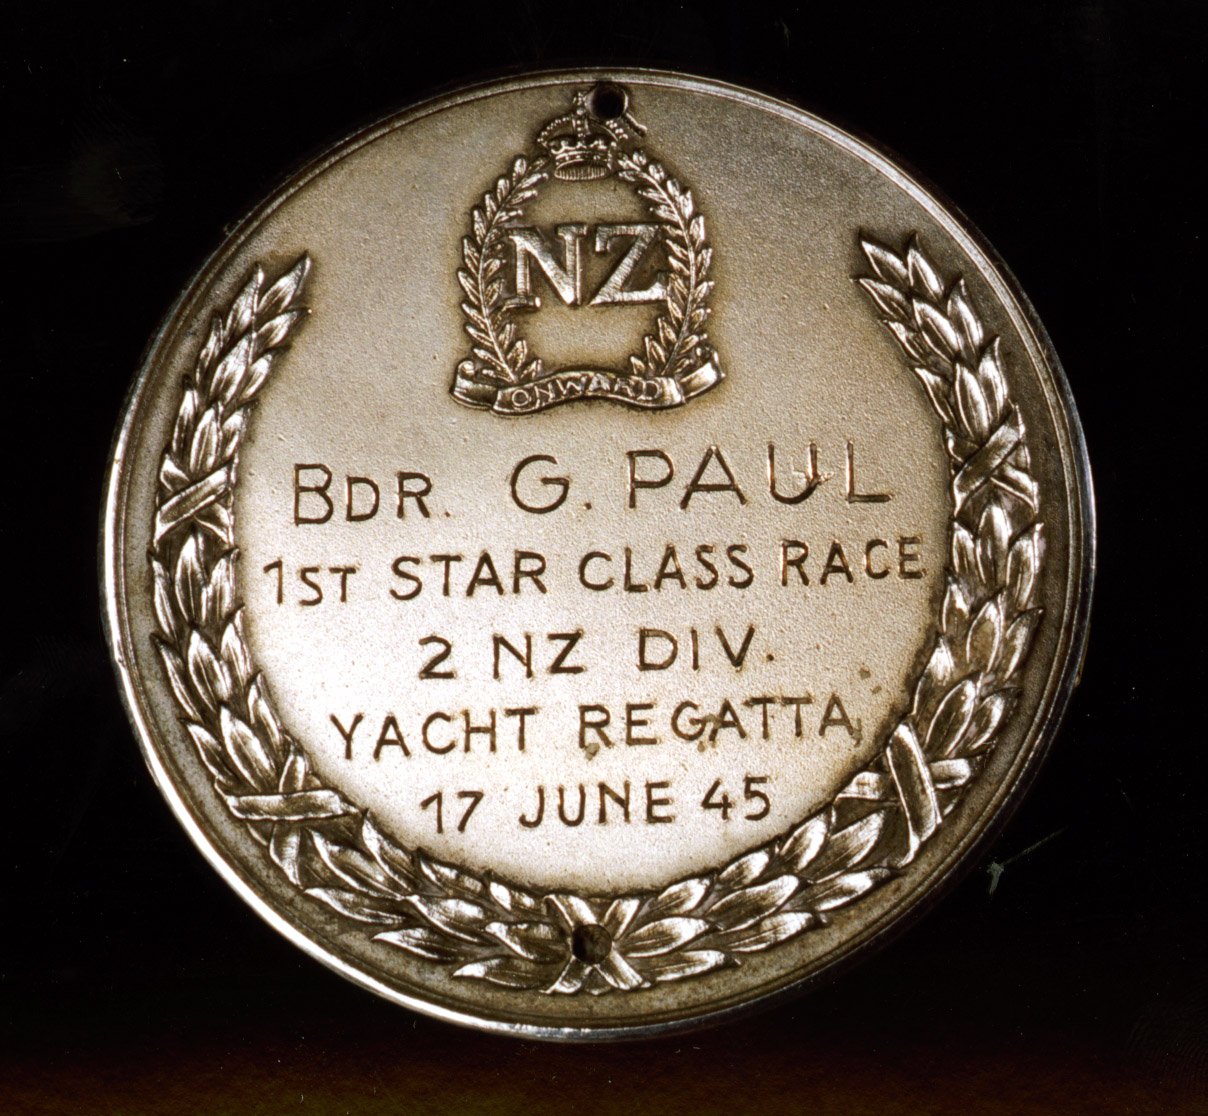 NZ
ONWARD
BDR. G. PAUL
1ST STAR CLASS RACE
2 NZ DIV.
YACHT REGATTA
17 JUNE 45